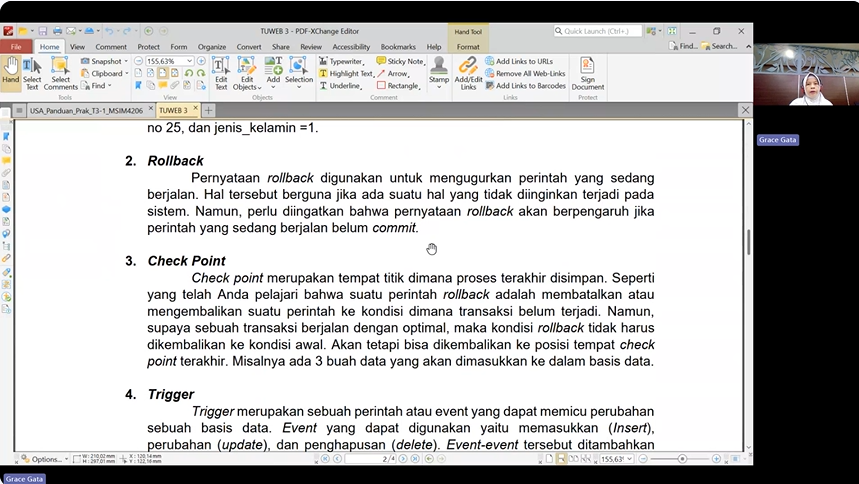 TUWEB 3 - PDF-XChange Editor
Hand Tool
Quick Launch (Ctrl+.)
File Home View Comment Protect Form Organize Convert Share Review Accessibility Bookmarks Help Format
Find... Search...
Hand
Select Text
Select Comments
Snapshot
Clipboard
Find
Tools
155,63%
View
Edit Text
Edit Objects
Add
Selection
Objects
Typewriter
Highlight Text
Underline
Sticky Note
Arrow
Rectangle
Stamp
Comment
Add/Edit Links
Add Links to URLs
Remove All Web-Links
Add Links to Barcodes
Links
Sign Document
Protect
USA_Panduan_Prak_T3-1_MSIM4206
TUWEB 3
no 25, dan jenis_kelamin =1.
2. Rollback
Pernyataan rollback digunakan untuk mengugurkan perintah yang sedang
berjalan. Hal tersebut berguna jika ada suatu hal yang tidak diinginkan terjadi pada
sistem. Namun, perlu diingatkan bahwa pernyataan rollback akan berpengaruh jika
perintah yang sedang berjalan belum commit.
3. Check Point
Check point merupakan tempat titik dimana proses terakhir disimpan. Seperti
yang telah Anda pelajari bahwa suatu perintah rollback adalah membatalkan atau
mengembalikan suatu perintah ke kondisi dimana transaksi belum terjadi. Namun,
supaya sebuah transaksi berjalan dengan optimal, maka kondisi rollback tidak harus
dikembalikan ke kondisi awal. Akan tetapi bisa dikembalikan ke posisi tempat check
point terakhir. Misalnya ada 3 buah data yang akan dimasukkan ke dalam basis data.
4. Trigger
Trigger merupakan sebuah perintah atau event yang dapat memicu perubahan
sebuah basis data. Event yang dapat digunakan yaitu memasukkan (Insert),
perubahan (update), dan penghapusan (delete). Event-event tersebut ditambahkan
Options...
W: 210,02 mm
H: 297,01 mm
X: 120,14 mm
Y: 122,16 mm
2/4
155,63%
Grace Gata
Grace Gata